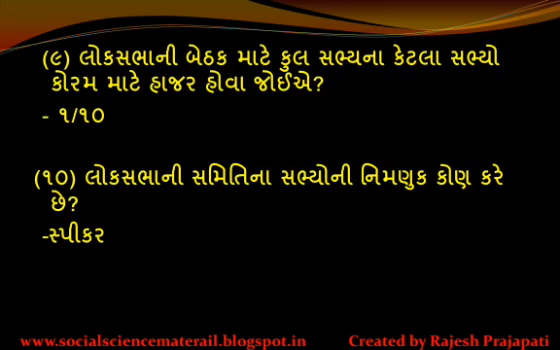 (૯) લોકસભાની બેઠક માટે કુલ સભ્યના કેટલા સભ્યો
કોરમ માટે હાજર હોવા જોઈએ?
- ૧/૧૦
(૧૦) લોકસભાની સમિતિના સભ્યોની નિમણુક કોણ કરે
છે?
-સ્પીકર
www.socialsciencematerail.blogspot.in Created by Rajesh Prajapati